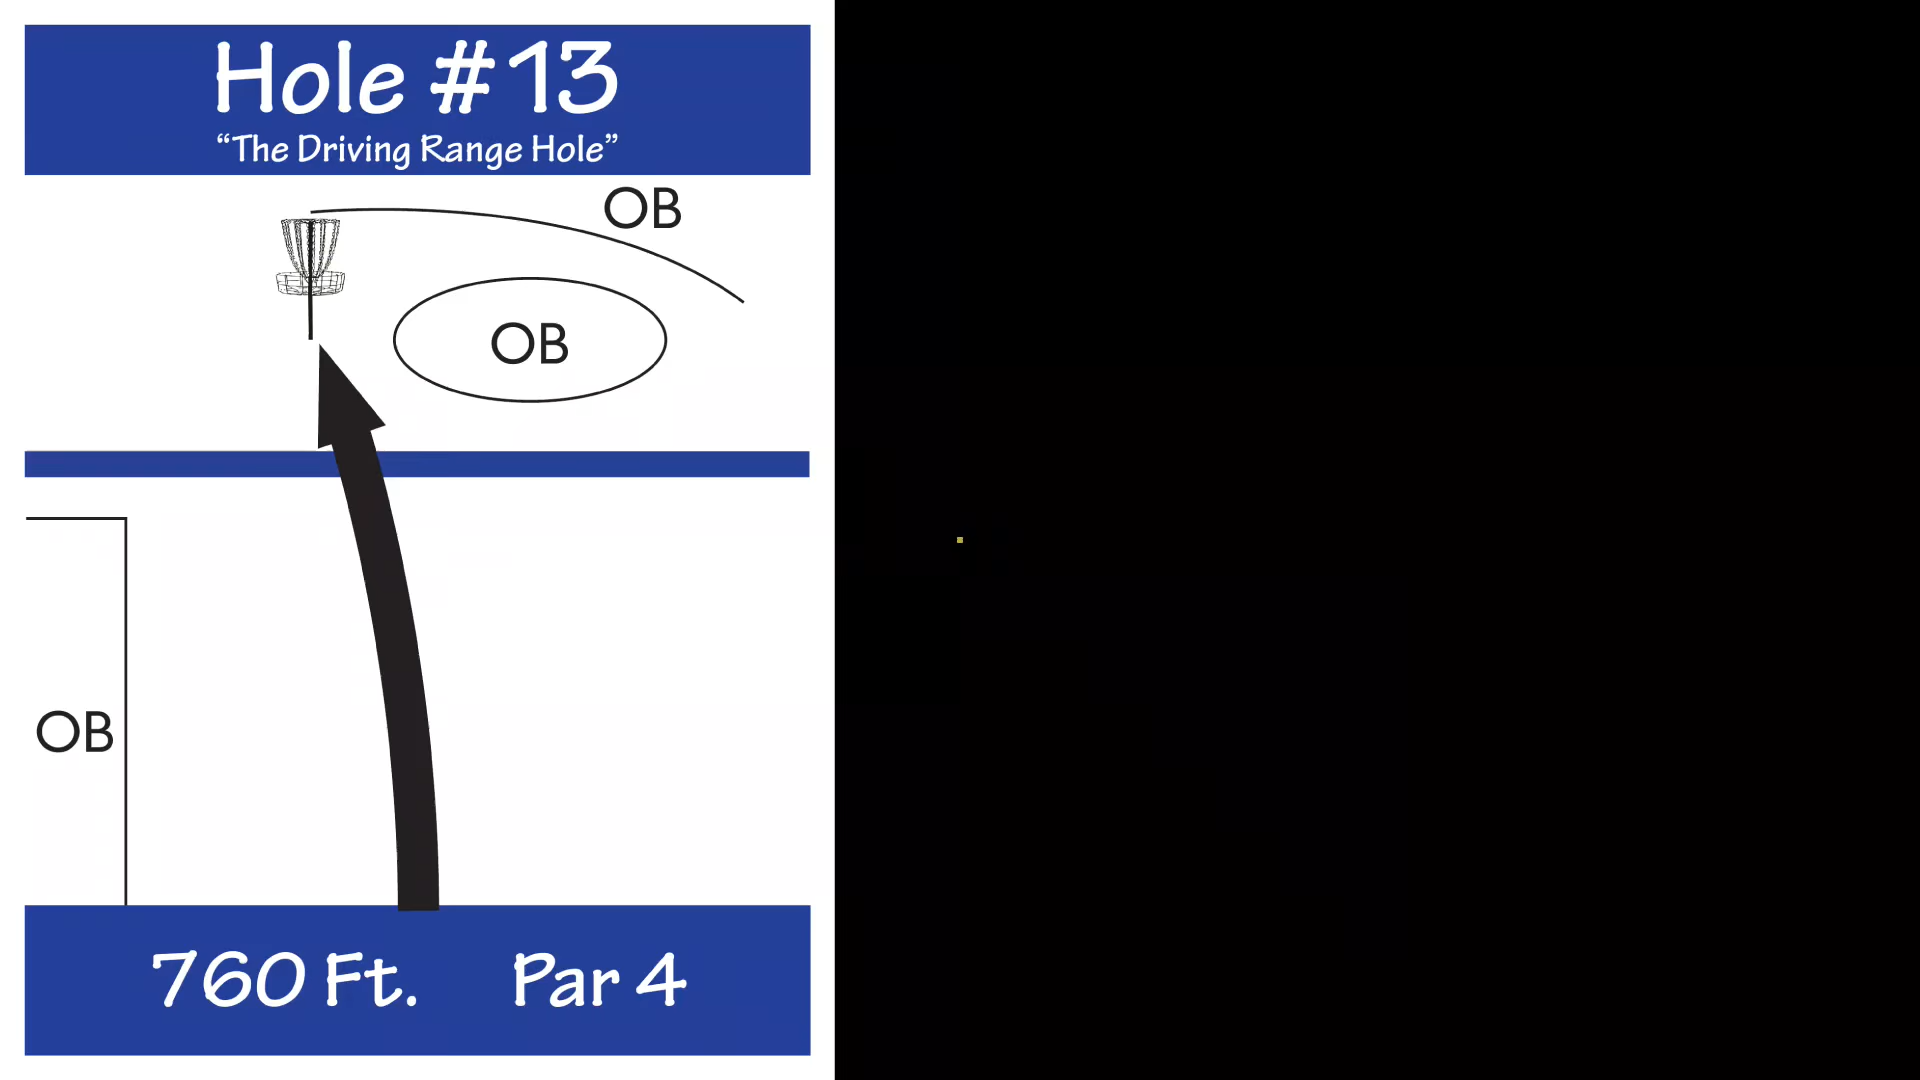 Hole #13
“The Driving Range Hole”
OB
OB
OB
760 Ft. Par 4